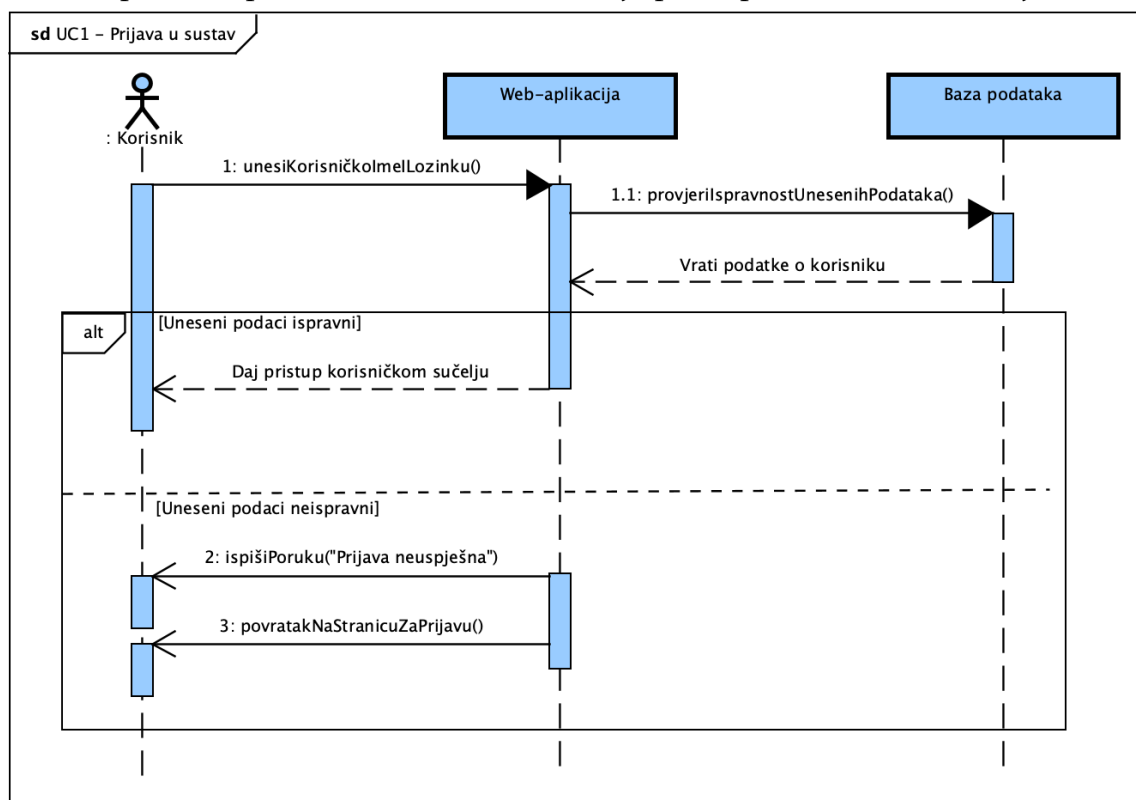 sd UC1 – Prijava u sustav
Web-aplikacija
Baza podataka
: Korisnik
1: unesiKorisničkoImeILozinku()
1.1: provjeriIspravnostUnesenihPodataka()
Vrati podatke o korisniku
alt
[Uneseni podaci ispravni]
Daj pristup korisničkom sučelju
[Uneseni podaci neispravni]
2: ispišiPoruku("Prijava neuspješna")
3: povratakNaStranicuZaPrijavu()